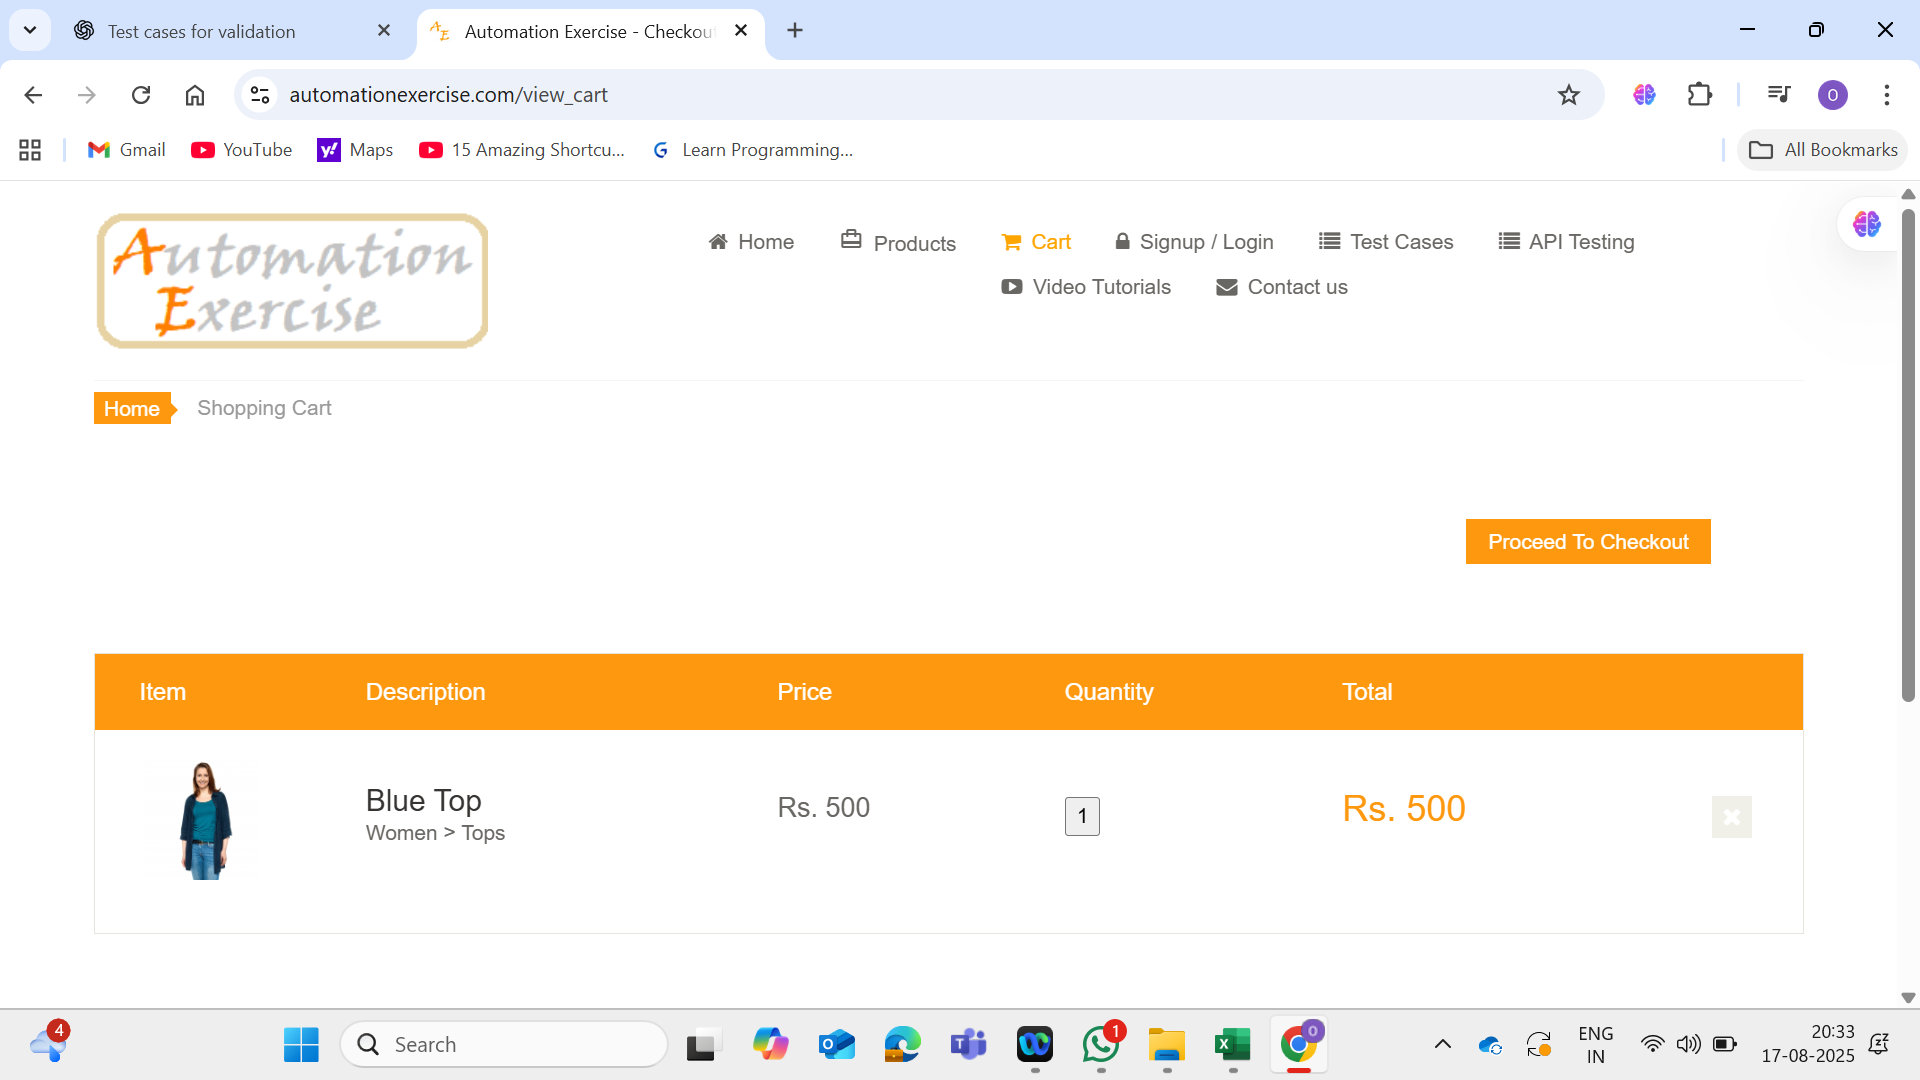 Test cases for validation
Automation Exercise - Checkou
automationexercise.com/view_cart
O
Gmail
YouTube
Maps
15 Amazing Shortcu...
Learn Programming...
All Bookmarks
Automation
Exercise
Home
Products
Cart
Signup / Login
Test Cases
API Testing
Video Tutorials
Contact us
Home
Shopping Cart
Proceed To Checkout
Item Description Price Quantity Total
Blue Top
Women > Tops
Rs. 500
1
Rs. 500
4
Search
1
O
ENG
IN
20:33
17-08-2025